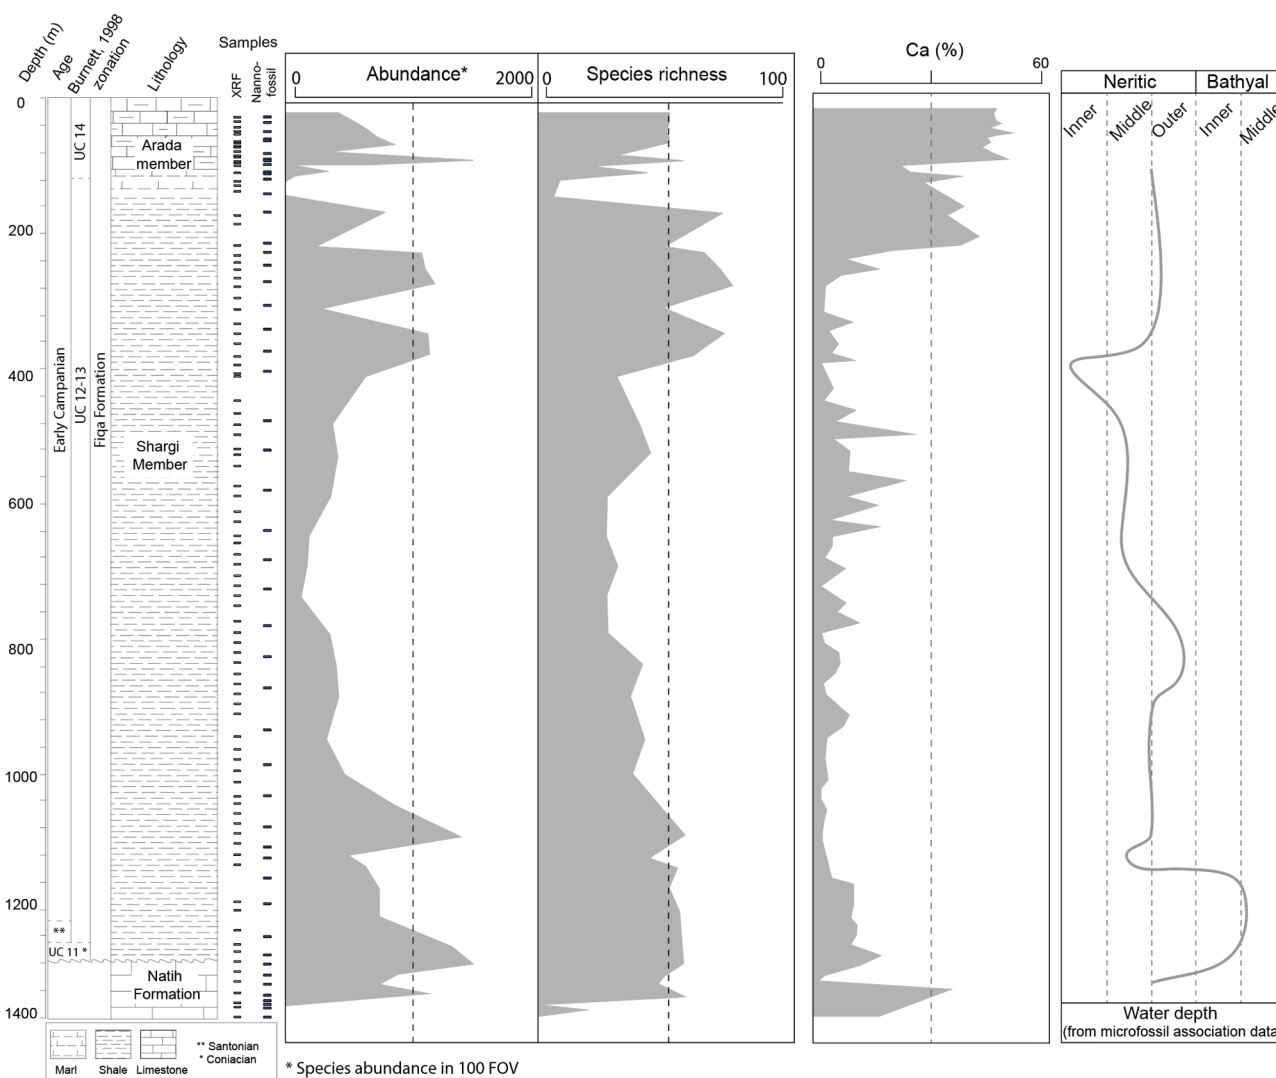 Depth (m)
Age
Burnett, 1998
zonation
Lithology
Samples
XRF
Nanno-
fossil
0 Abundance* 2000
0 Species richness 100
Ca (%)
0 60
Neritic Bathyal
Inner Middle Outer Inner Middle
0
200
400
600
800
1000
1200
1400
Early Campanian
UC 14
UC 12-13
Fiqa Formation
**
UC 11 *
Arada
member
Shargi
Member
Natih
Formation
Water depth
(from microfossil association data
Marl Shale Limestone
** Santonian
* Coniacian
* Species abundance in 100 FOV